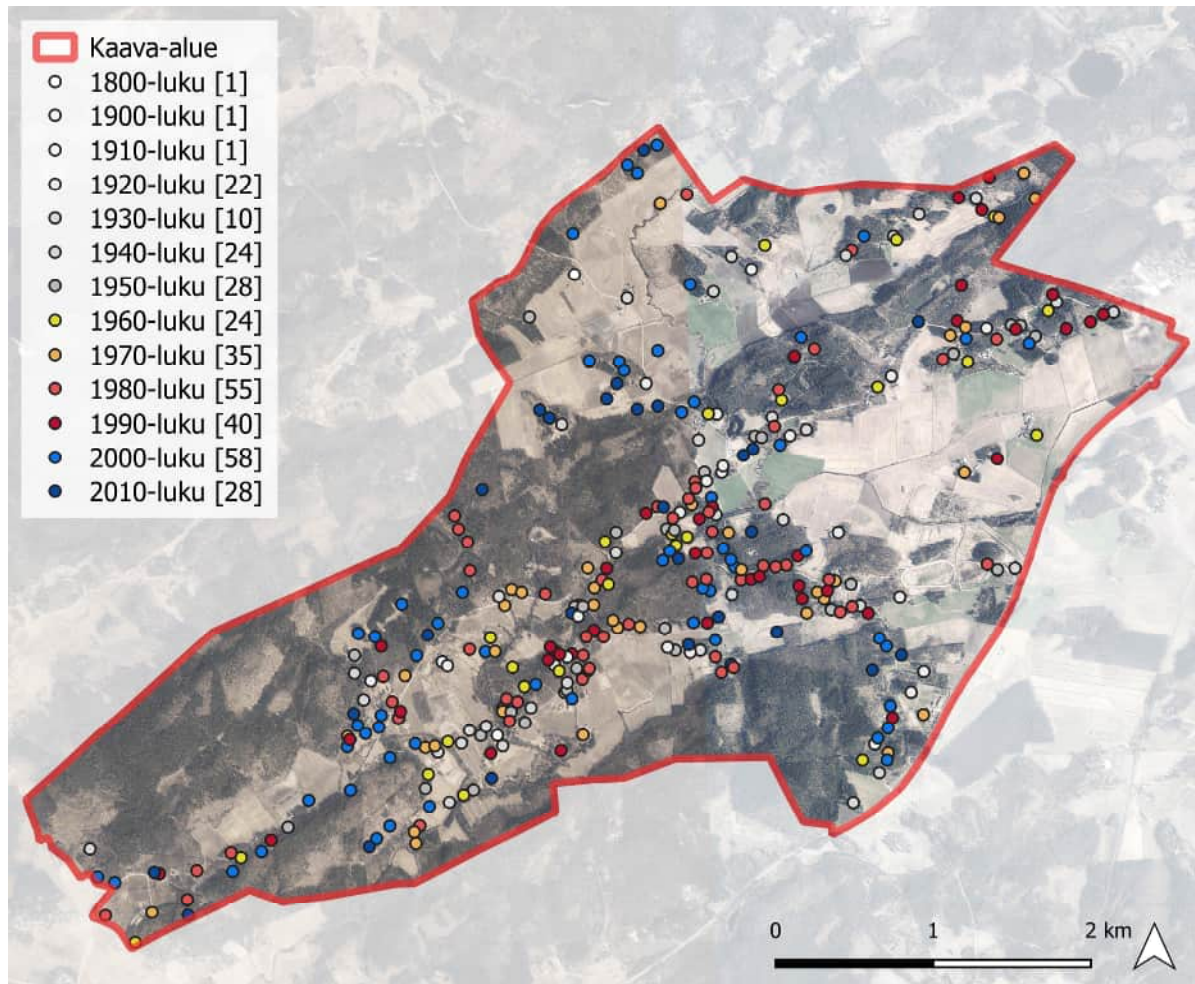 Kaava-alue
1800-luku [1]
1900-luku [1]
1910-luku [1]
1920-luku [22]
1930-luku [10]
1940-luku [24]
1950-luku [28]
1960-luku [24]
1970-luku [35]
1980-luku [55]
1990-luku [40]
2000-luku [58]
2010-luku [28]
0 1 2 km